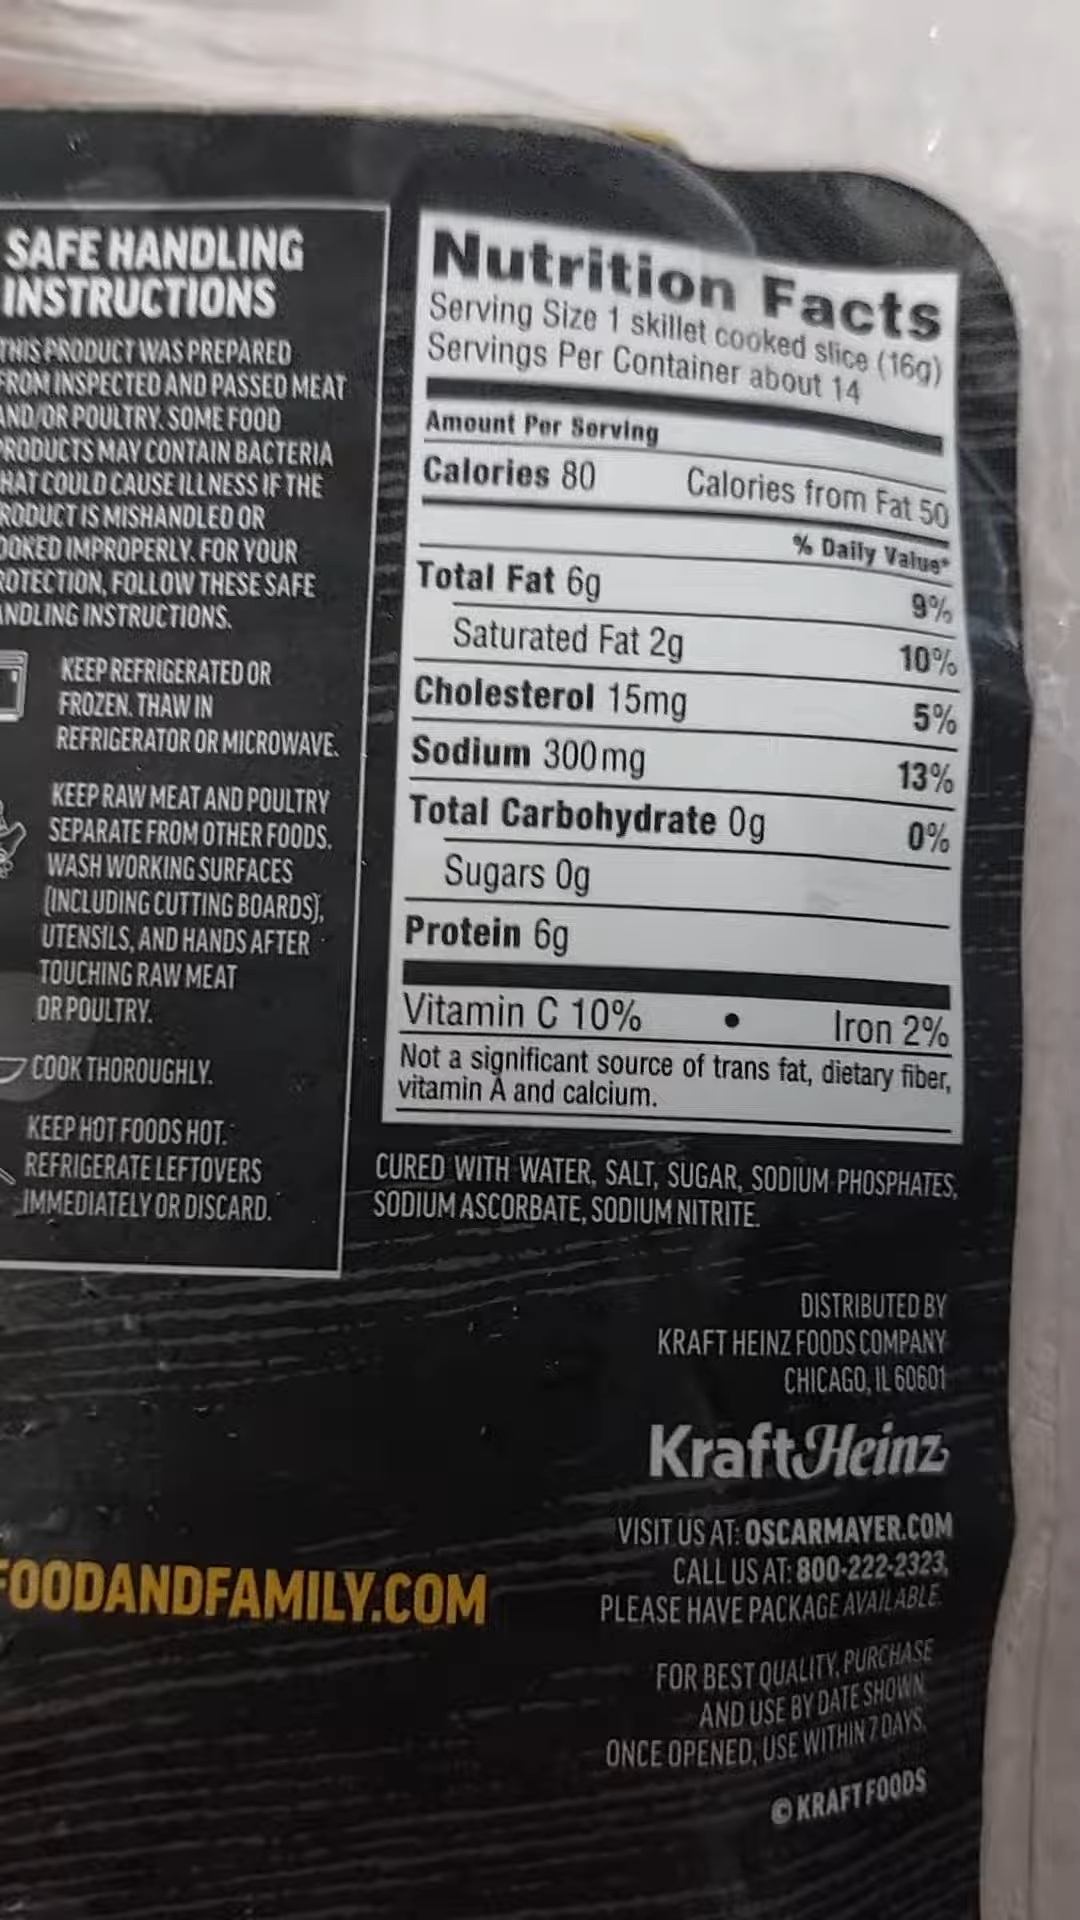 SAFE HANDLING
INSTRUCTIONS
THIS PRODUCT WAS PREPARED
FROM INSPECTED AND PASSED MEAT
AND/OR POULTRY. SOME FOOD
PRODUCTS MAY CONTAIN BACTERIA
HAT COULD CAUSE ILLNESS IF THE
RODUCT IS MISHANDLED OR
OOKED IMPROPERLY. FOR YOUR
ROTECTION, FOLLOW THESE SAFE
ANDLING INSTRUCTIONS.
KEEP REFRIGERATED OR
FROZEN. THAW IN
REFRIGERATOR OR MICROWAVE.
KEEP RAW MEAT AND POULTRY
SEPARATE FROM OTHER FOODS.
WASH WORKING SURFACES
(INCLUDING CUTTING BOARDS),
UTENSILS, AND HANDS AFTER
TOUCHING RAW MEAT
OR POULTRY.
COOK THOROUGHLY.
KEEP HOT FOODS HOT.
REFRIGERATE LEFTOVERS
IMMEDIATELY OR DISCARD.
Nutrition Facts
Serving Size 1 skillet cooked slice (16g)
Servings Per Container about 14
Amount Per Serving
Calories 80 Calories from Fat 50
% Daily Value*
Total Fat 6g 9%
Saturated Fat 2g 10%
Cholesterol 15mg 5%
Sodium 300mg 13%
Total Carbohydrate 0g 0%
Sugars 0g
Protein 6g
Vitamin C 10% • Iron 2%
Not a significant source of trans fat, dietary fiber,
vitamin A and calcium.
CURED WITH WATER, SALT, SUGAR, SODIUM PHOSPHATES,
SODIUM ASCORBATE, SODIUM NITRITE.
DISTRIBUTED BY
KRAFT HEINZ FOODS COMPANY
CHICAGO, IL 60601
KraftHeinz
VISIT US AT: OSCARMAYER.COM
CALL US AT: 800-222-2323,
PLEASE HAVE PACKAGE AVAILABLE.
FOODANDFAMILY.COM
FOR BEST QUALITY, PURCHASE
AND USE BY DATE SHOWN.
ONCE OPENED, USE WITHIN 7 DAYS.
© KRAFT FOODS